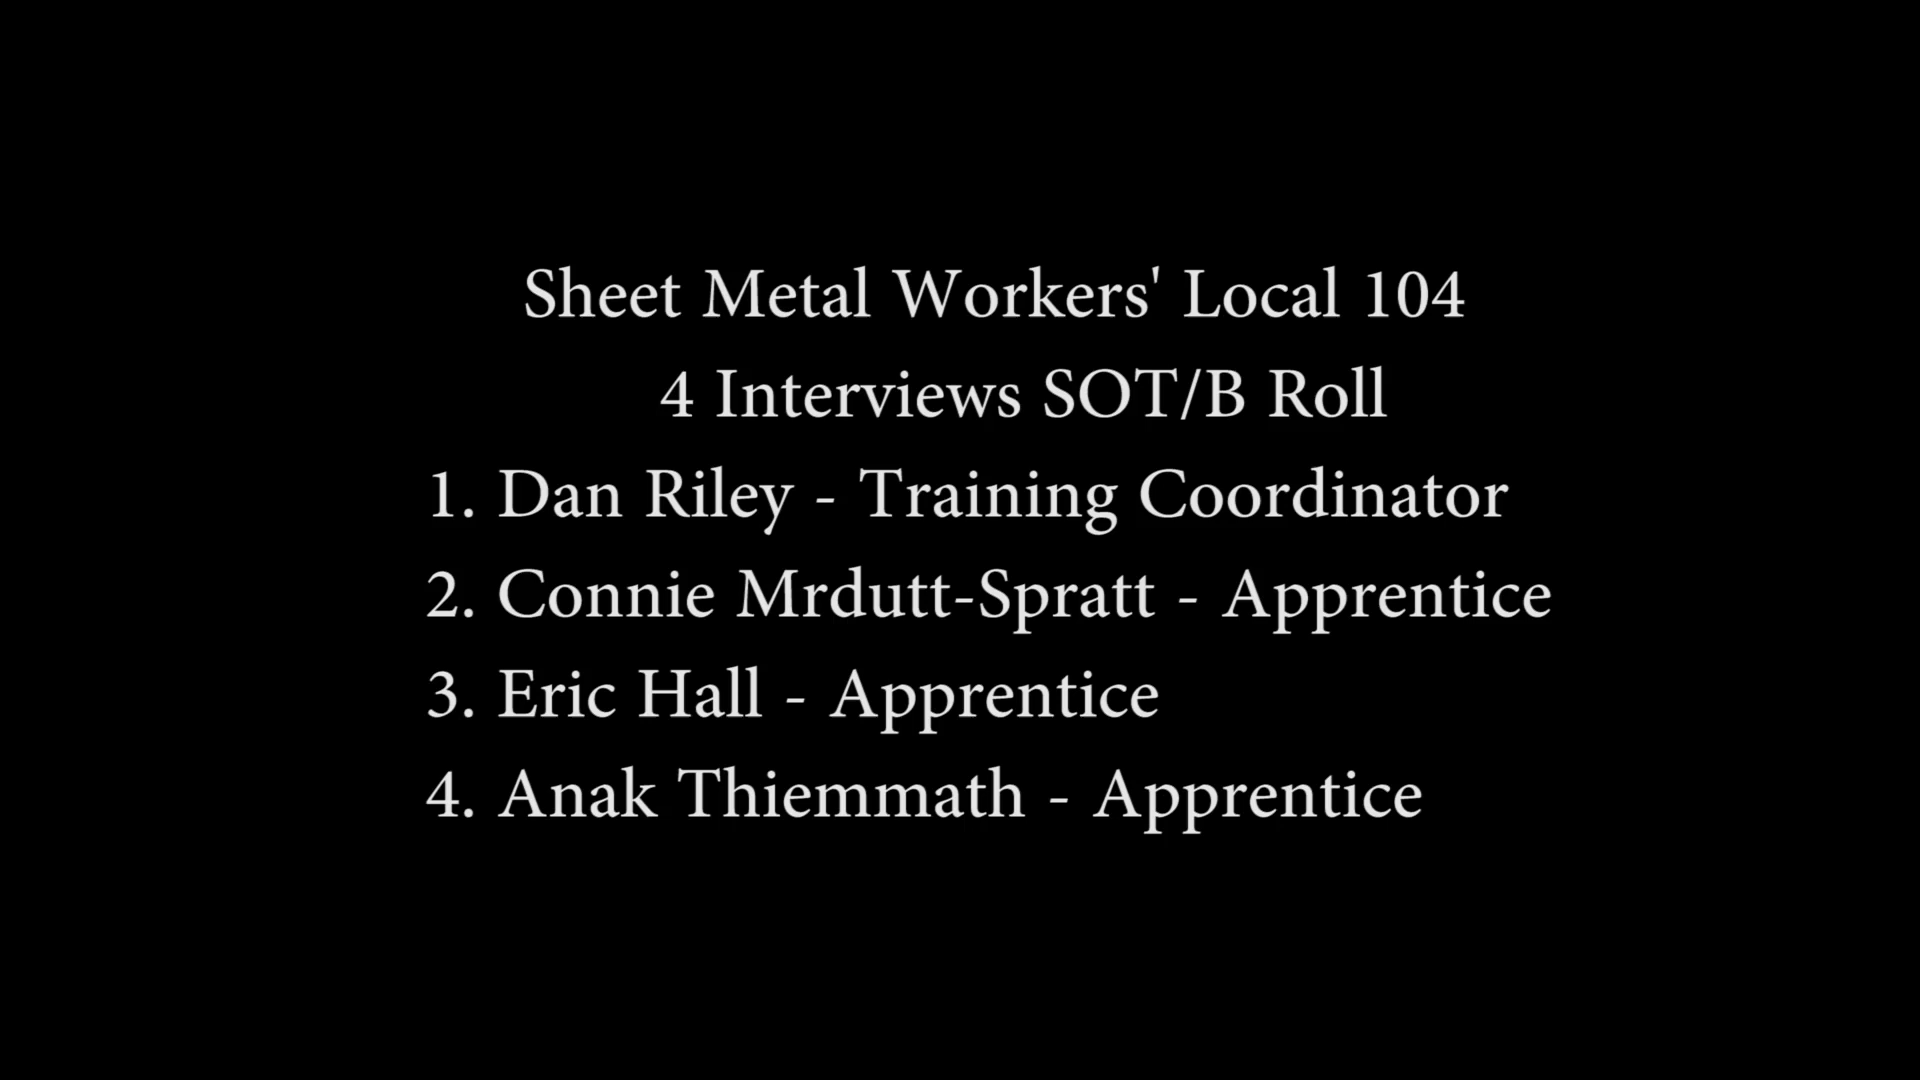 Sheet Metal Workers' Local 104
4 Interviews SOT/B Roll
1. Dan Riley - Training Coordinator
2. Connie Mrdutt-Spratt - Apprentice
3. Eric Hall - Apprentice
4. Anak Thiemmath - Apprentice